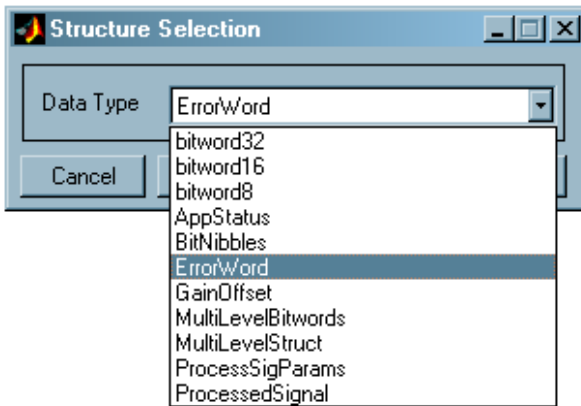 Structure Selection
Data Type ErrorWord
bitword32
bitword16
Cancel bitword8
AppStatus
BitNibbles
ErrorWord
GainOffset
MultiLevelBitwords
MultiLevelStruct
ProcessSigParams
ProcessedSignal